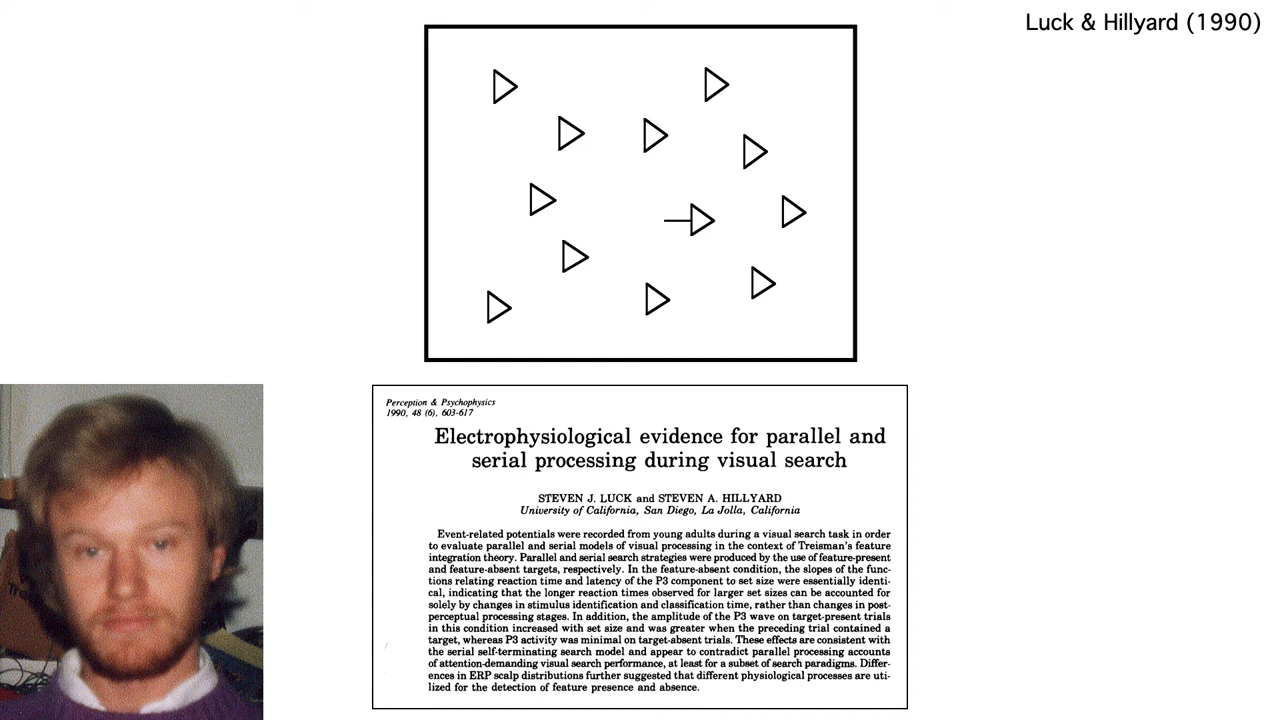 Luck & Hillyard (1990)
Perception & Psychophysics
1990, 48 (6), 603-617
Electrophysiological evidence for parallel and
serial processing during visual search
STEVEN J. LUCK and STEVEN A. HILLYARD
University of California, San Diego, La Jolla, California
Event-related potentials were recorded from young adults during a visual search task in order
to evaluate parallel and serial models of visual processing in the context of Treisman's feature
integration theory. Parallel and serial search strategies were produced by the use of feature-present
and feature-absent targets, respectively. In the feature-absent condition, the slopes of the func-
tions relating reaction time and latency of the P3 component to set size were essentially identi-
cal, indicating that the longer reaction times observed for larger set sizes can be accounted for
solely by changes in stimulus identification and classification time, rather than changes in post-
perceptual processing stages. In addition, the amplitude of the P3 wave on target-present trials
in this condition increased with set size and was greater when the preceding trial contained a
target, whereas P3 activity was minimal on target-absent trials. These effects are consistent with
the serial self-terminating search model and appear to contradict parallel processing accounts
of attention-demanding visual search performance, at least for a subset of search paradigms. Differ-
ences in ERP scalp distributions further suggested that different physiological processes are uti-
lized for the detection of feature presence and absence.